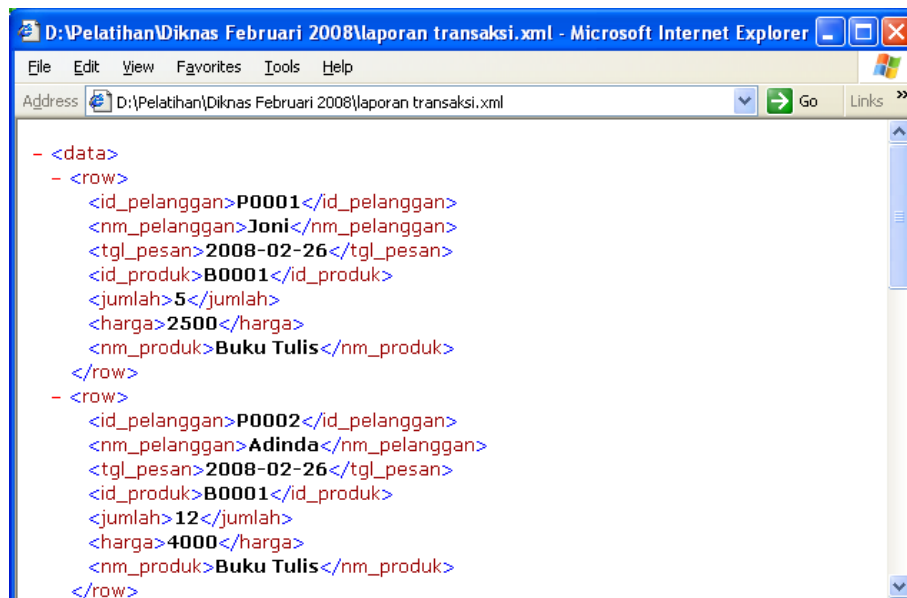 D:\Pelatihan\Diknas Februari 2008\laporan transaksi.xml - Microsoft Internet Explorer
File Edit View Favorites Tools Help
Address D:\Pelatihan\Diknas Februari 2008\laporan transaksi.xml Go Links »
- <data>
- <row>
<id_pelanggan>P0001</id_pelanggan>
<nm_pelanggan>Joni</nm_pelanggan>
<tgl_pesan>2008-02-26</tgl_pesan>
<id_produk>B0001</id_produk>
<jumlah>5</jumlah>
<harga>2500</harga>
<nm_produk>Buku Tulis</nm_produk>
</row>
- <row>
<id_pelanggan>P0002</id_pelanggan>
<nm_pelanggan>Adinda</nm_pelanggan>
<tgl_pesan>2008-02-26</tgl_pesan>
<id_produk>B0001</id_produk>
<jumlah>12</jumlah>
<harga>4000</harga>
<nm_produk>Buku Tulis</nm_produk>
</row>